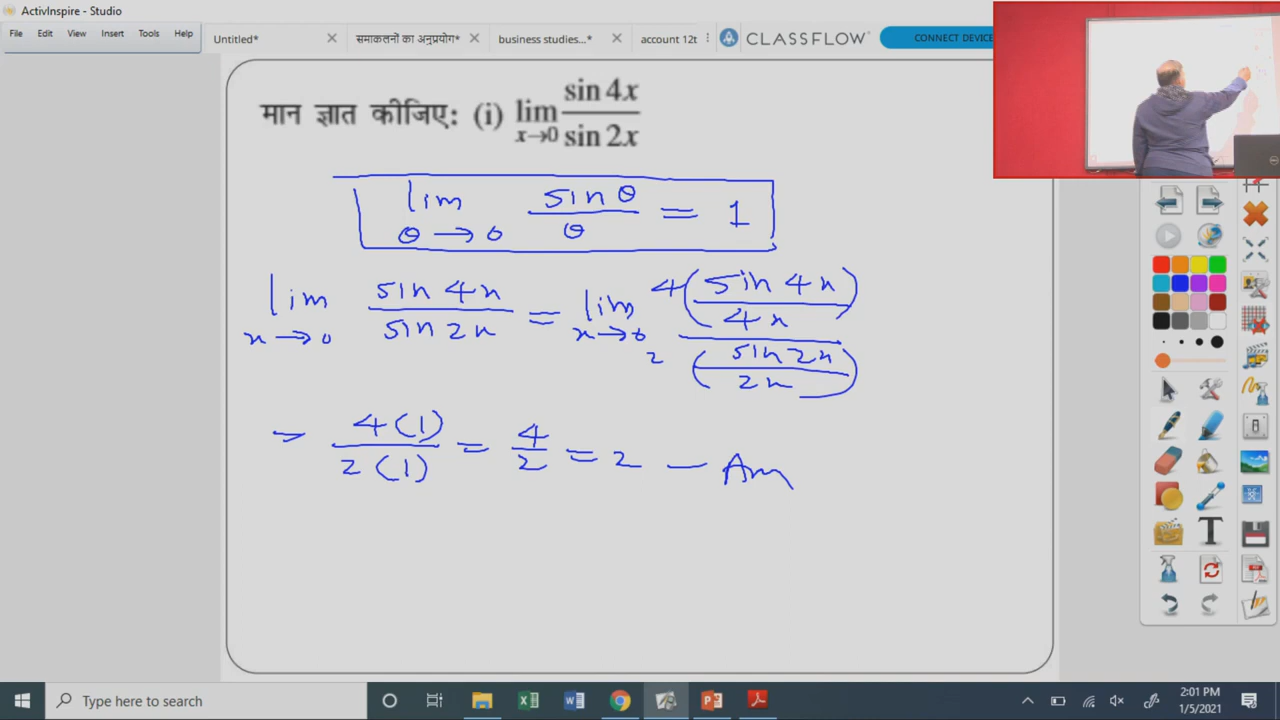 ActivInspire - Studio
File Edit View Insert Tools Help
Untitled* समाकलनों का अनुप्रयोग* business studies...* account 12t CLASSFLOW CONNECT DEVICE
मान ज्ञात कीजिए: (i) lim x→0 sin 4x / sin 2x
lim θ→0 sin θ / θ = 1
lim x→0 sin 4x / sin 2x = lim x→0 4(sin 4x / 4x) / 2(sin 2x / 2x)
= 4(1) / 2(1) = 4/2 = 2 — Ans
Type here to search
2:01 PM
1/5/2021